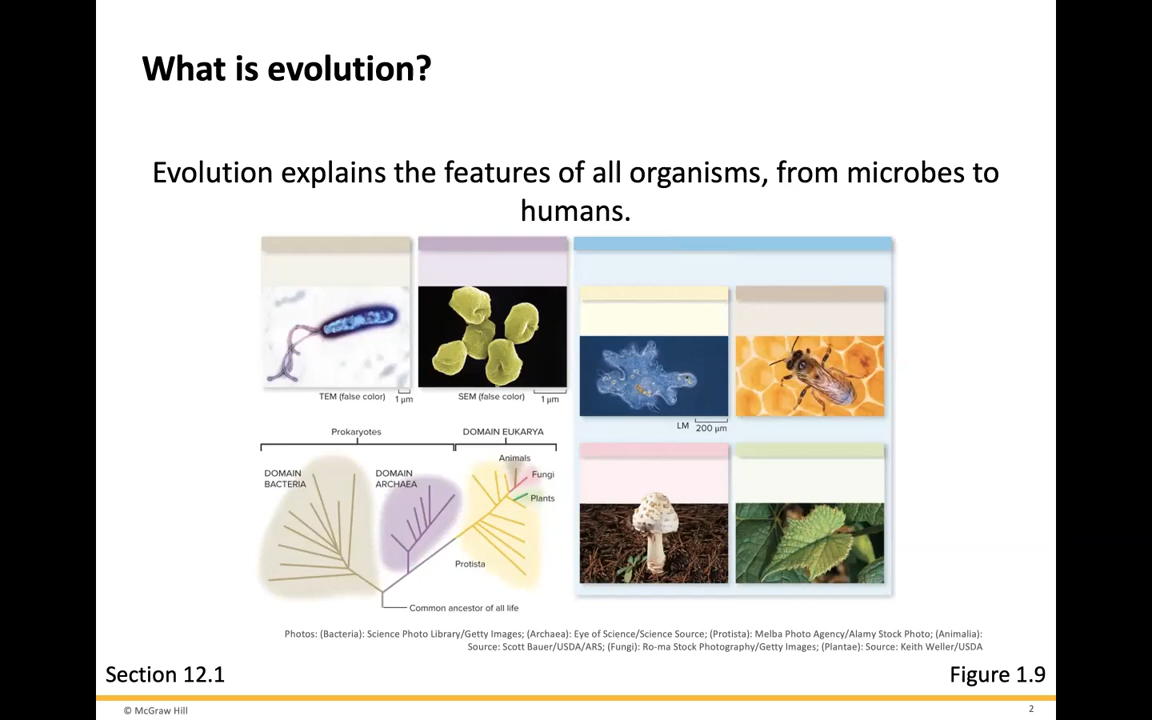 What is evolution?
Evolution explains the features of all organisms, from microbes to
humans.
TEM (false color)
1 μm
SEM (false color)
1 μm
LM
200 μm
Prokaryotes
DOMAIN EUKARYA
DOMAIN
BACTERIA
DOMAIN
ARCHAEA
Animals
Fungi
Plants
Protista
Common ancestor of all life
Photos: (Bacteria): Science Photo Library/Getty Images; (Archaea): Eye of Science/Science Source; (Protista): Melba Photo Agency/Alamy Stock Photo; (Animalia):
Source: Scott Bauer/USDA/ARS; (Fungi): Ro-ma Stock Photography/Getty Images; (Plantae): Source: Keith Weller/USDA
Section 12.1
Figure 1.9
© McGraw Hill
2